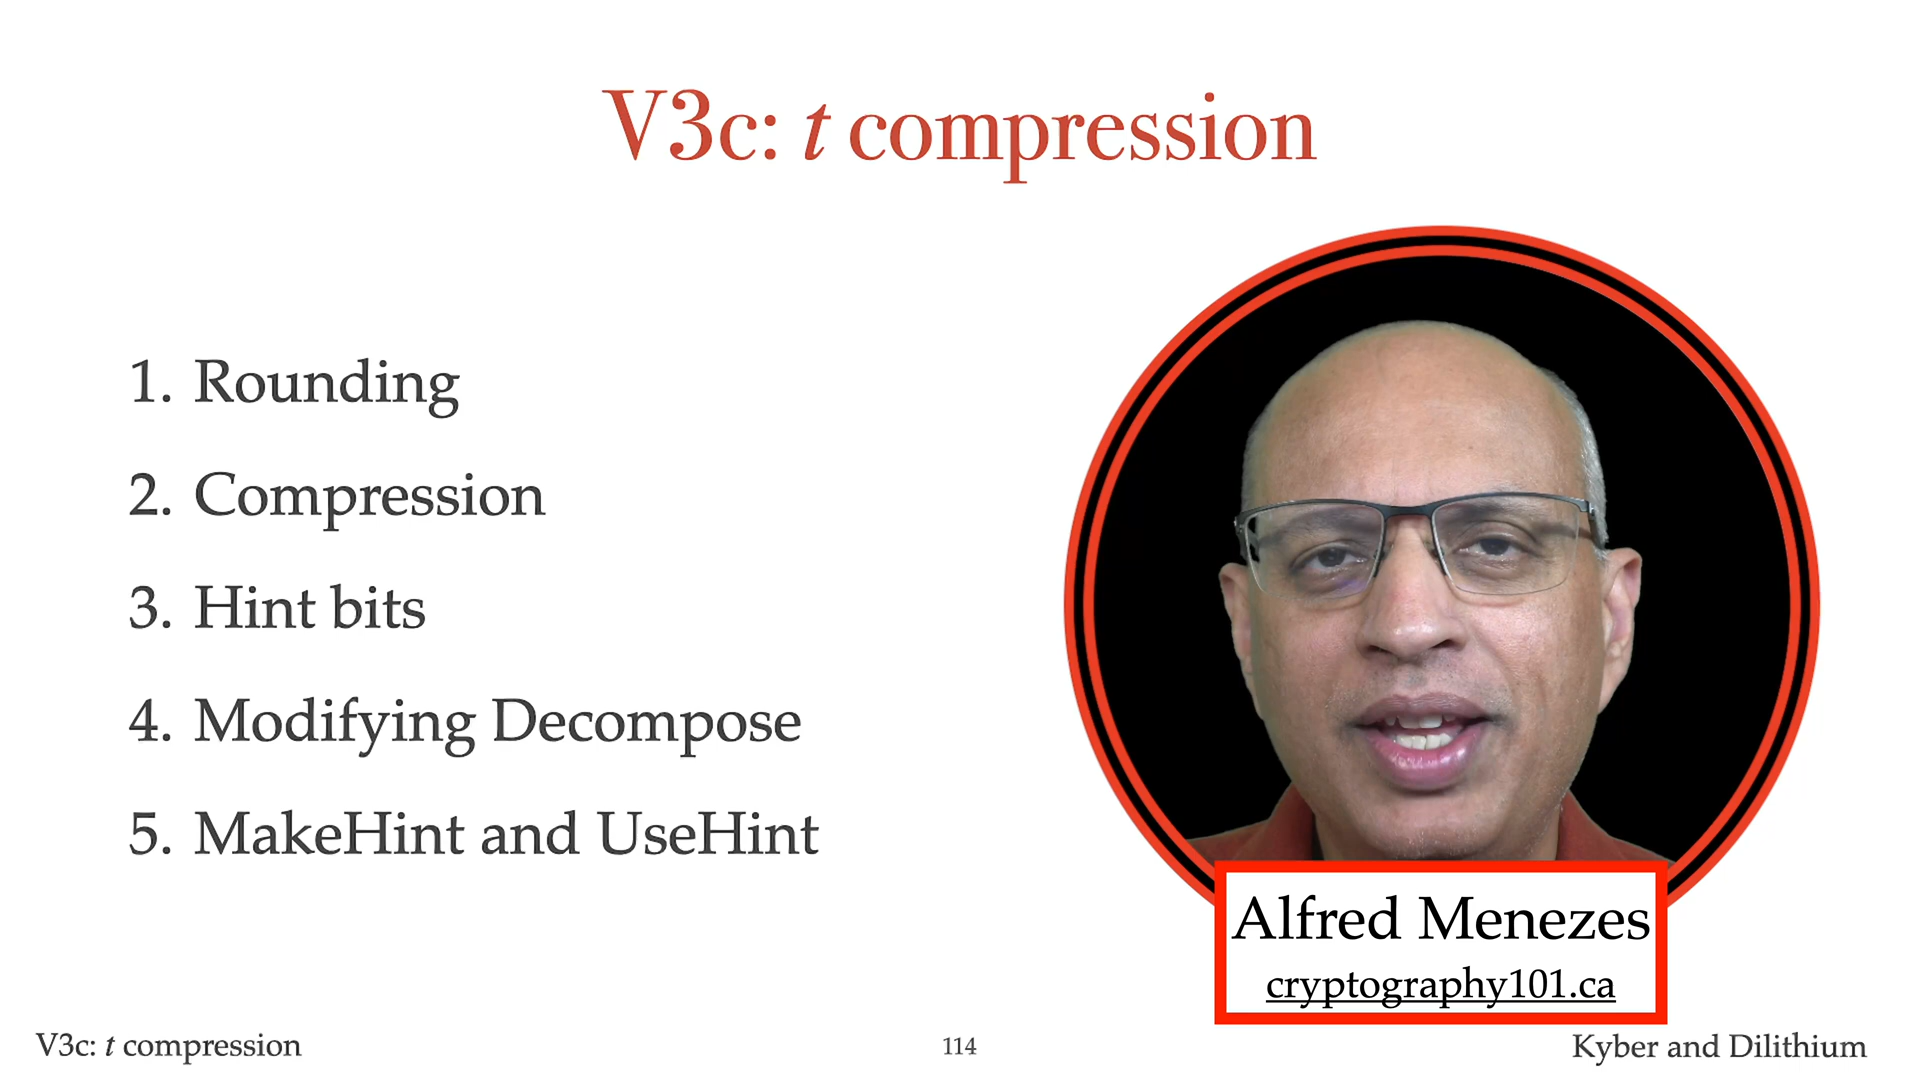 V3c: t compression
1. Rounding
2. Compression
3. Hint bits
4. Modifying Decompose
5. MakeHint and UseHint
Alfred Menezes
cryptography101.ca
V3c: t compression
114
Kyber and Dilithium